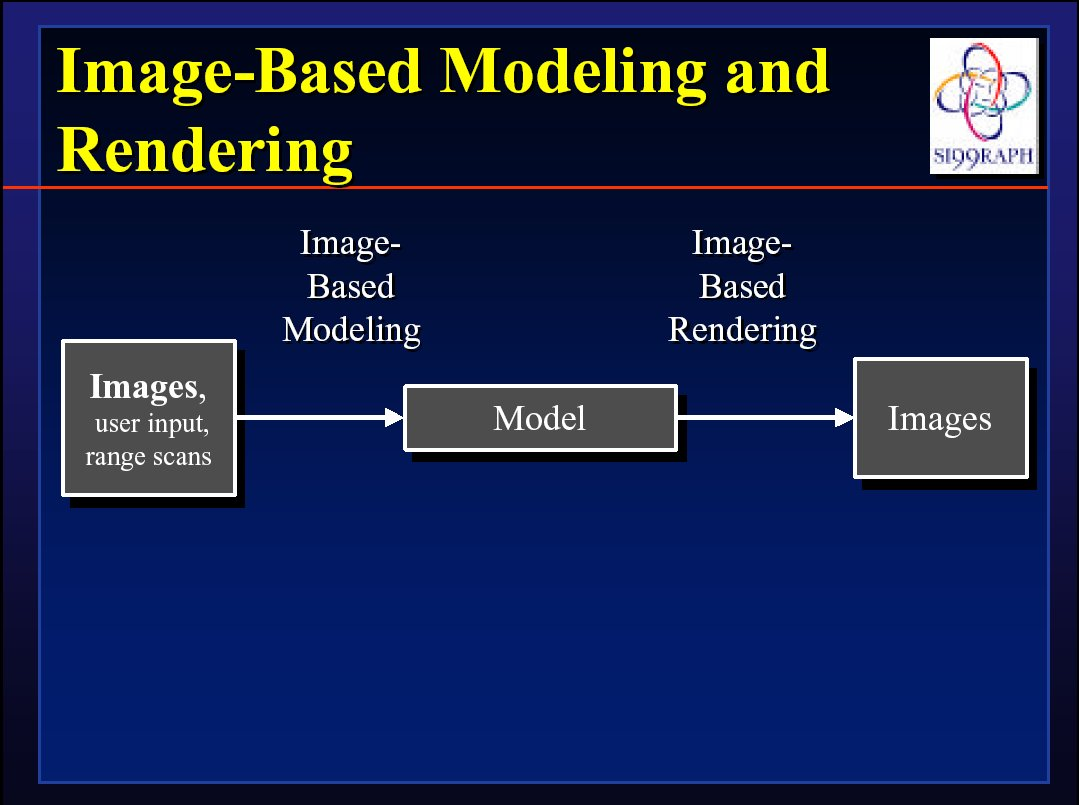 Image-Based Modeling and
Rendering
SI99RAPH
Image-
Based
Modeling
Image-
Based
Rendering
Images,
user input,
range scans
Model
Images